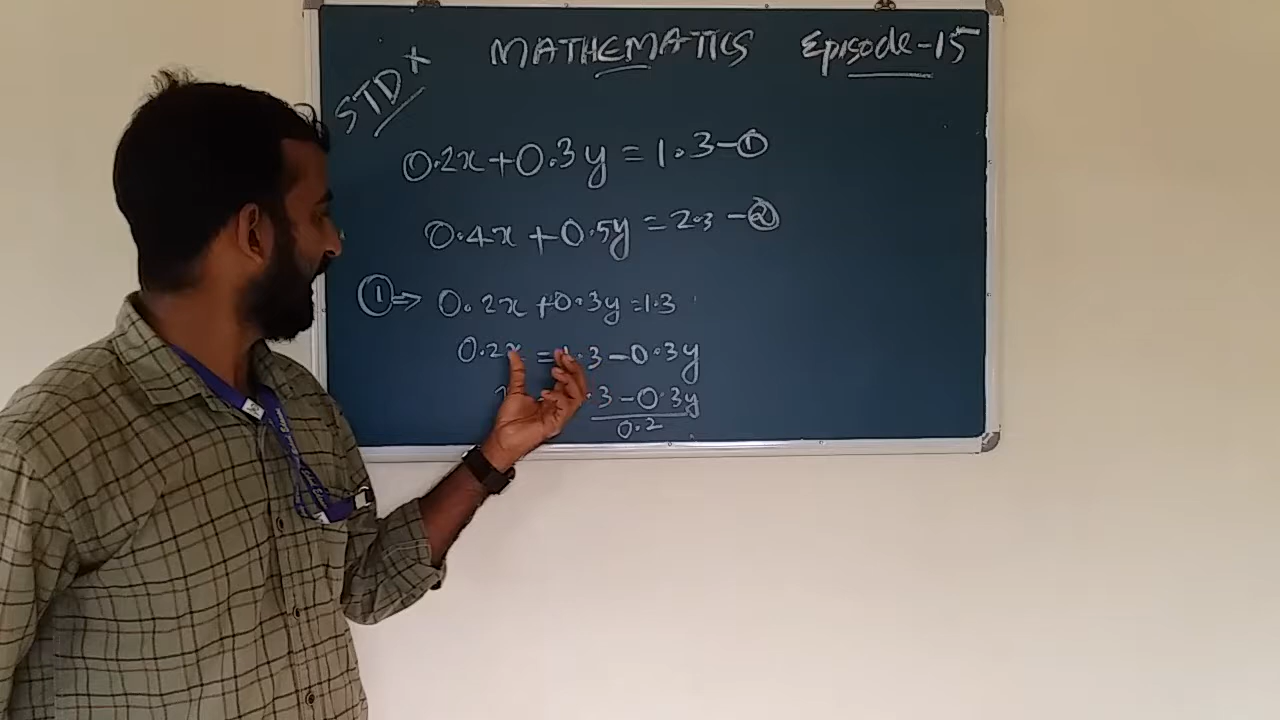 MATHEMATICS Episode-15
STD X
0.2x+0.3y=1.3-①
0.4x+0.5y=2.3-②
①⇒ 0.2x+0.3y=1.3
0.2x = 1.3-0.3y
.3-0.3y
0.2